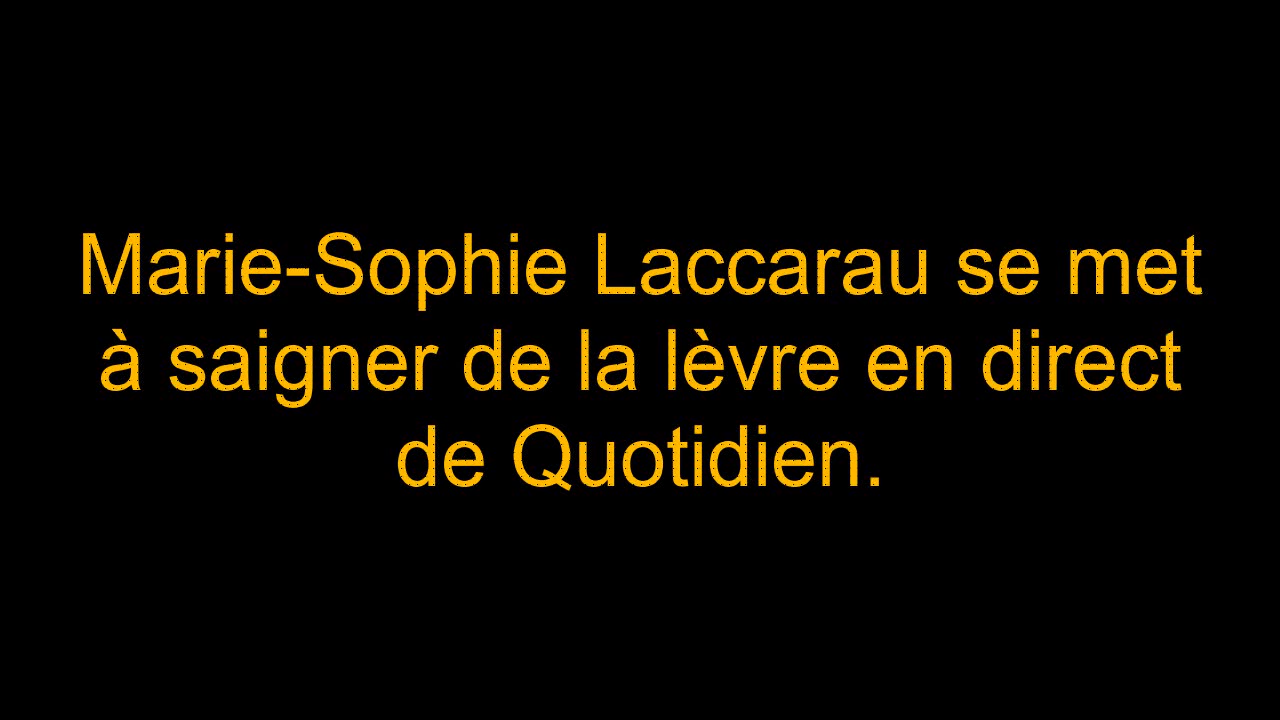 Marie-Sophie Laccarau se met
à saigner de la lèvre en direct
de Quotidien.